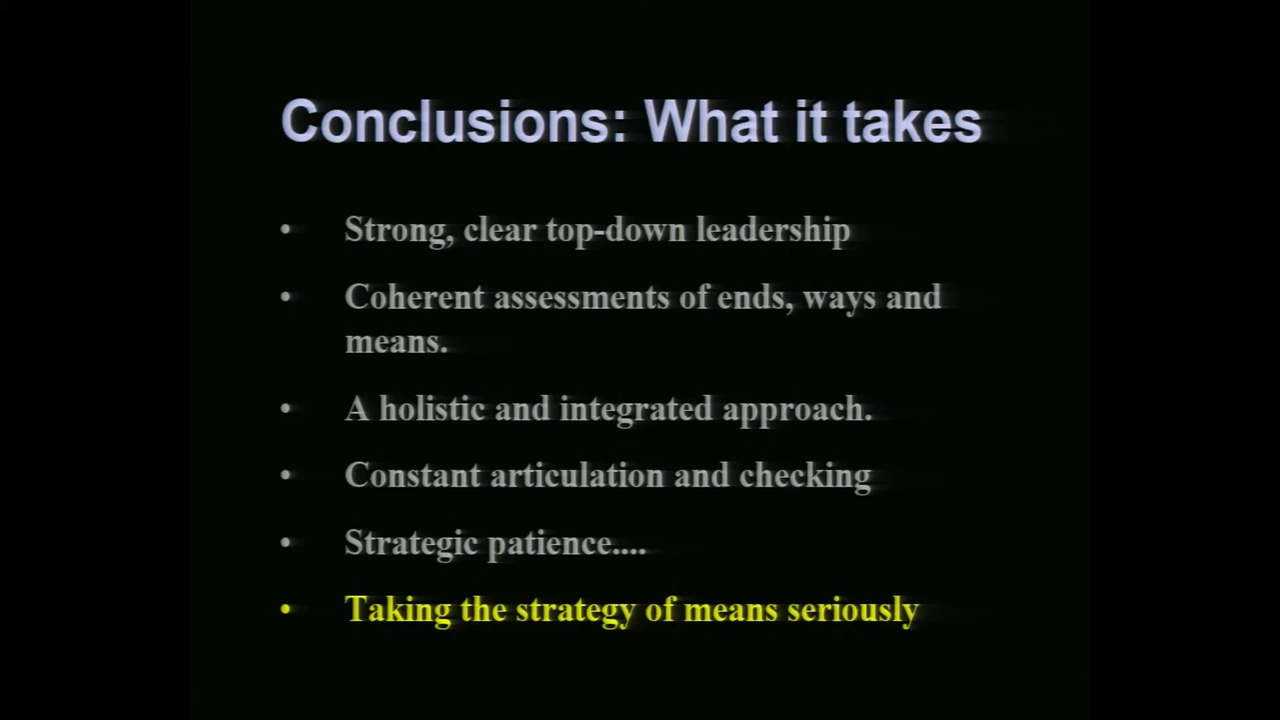 Conclusions: What it takes
• Strong, clear top-down leadership
• Coherent assessments of ends, ways and
means.
• A holistic and integrated approach.
• Constant articulation and checking
• Strategic patience....
• Taking the strategy of means seriously